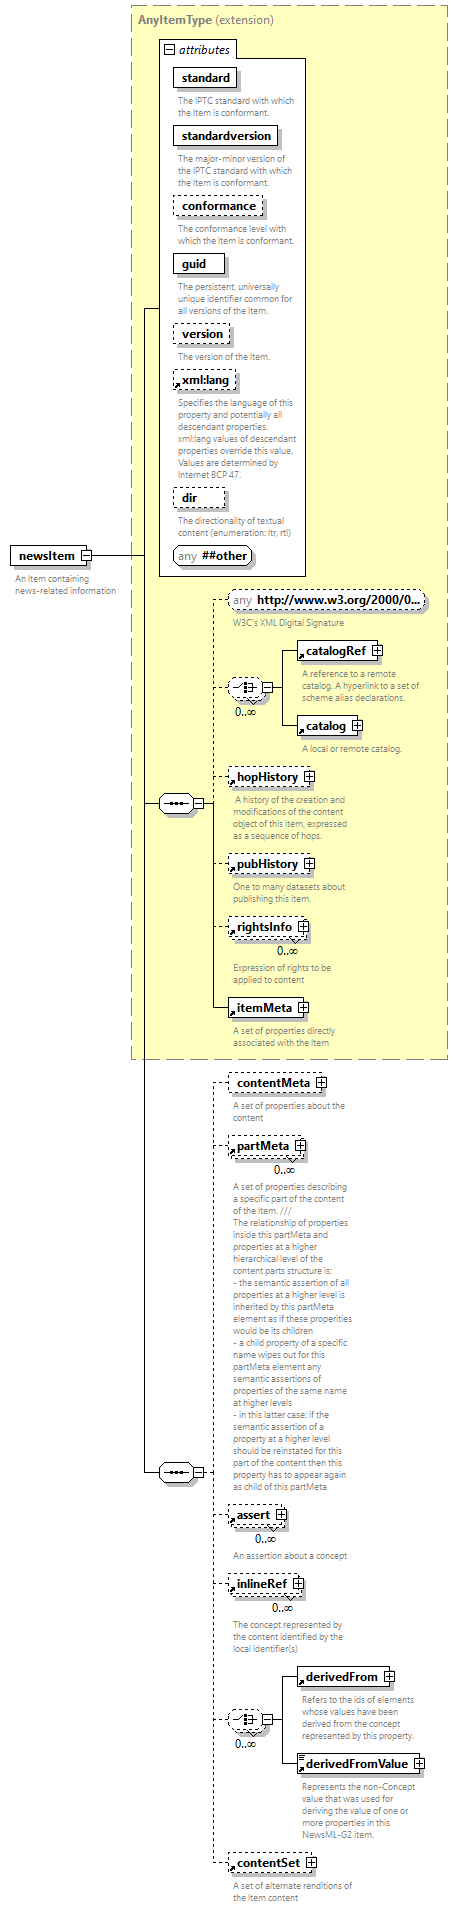 AnyItemType (extension)
attributes
standard
The IPTC standard with which
the Item is conformant.
standardversion
The major-minor version of
the IPTC standard with which
the Item is conformant.
conformance
The conformance level with
which the Item is conformant.
guid
The persistent, universally
unique identifier common for
all versions of the Item.
version
The version of the Item.
xml:lang
Specifies the language of this
property and potentially all
descendant properties.
xml:lang values of descendant
properties override this value.
Values are determined by
Internet BCP 47.
dir
The directionality of textual
content (enumeration: ltr, rtl)
any ##other
newsItem
An Item containing
news-related information
any http://www.w3.org/2000/0...
W3C's XML Digital Signature
catalogRef
A reference to a remote
catalog. A hyperlink to a set of
scheme alias declarations.
0..∞
catalog
A local or remote catalog.
hopHistory
A history of the creation and
modifications of the content
object of this item, expressed
as a sequence of hops.
pubHistory
One to many datasets about
publishing this item.
rightsInfo
0..∞
Expression of rights to be
applied to content
itemMeta
A set of properties directly
associated with the Item
contentMeta
A set of properties about the
content
partMeta
0..∞
A set of properties describing
a specific part of the content
of the Item. ///
The relationship of properties
inside this partMeta and
properties at a higher
hierarchical level of the
content parts structure is:
- the semantic assertion of all
properties at a higher level is
inherited by this partMeta
element as if these properities
would be its children
- a child property of a specific
name wipes out for this
partMeta element any
semantic assertions of
properties of the same name
at higher levels
- in this latter case: if the
semantic assertion of a
property at a higher level
should be reinstated for this
part of the content then this
property has to appear again
as child of this partMeta
assert
0..∞
An assertion about a concept
inlineRef
0..∞
The concept represented by
the content identified by the
local identifier(s)
derivedFrom
Refers to the ids of elements
whose values have been
derived from the concept
represented by this property.
0..∞
derivedFromValue
Represents the non-Concept
value that was used for
deriving the value of one or
more properties in this
NewsML-G2 item.
contentSet
A set of alternate renditions of
the Item content